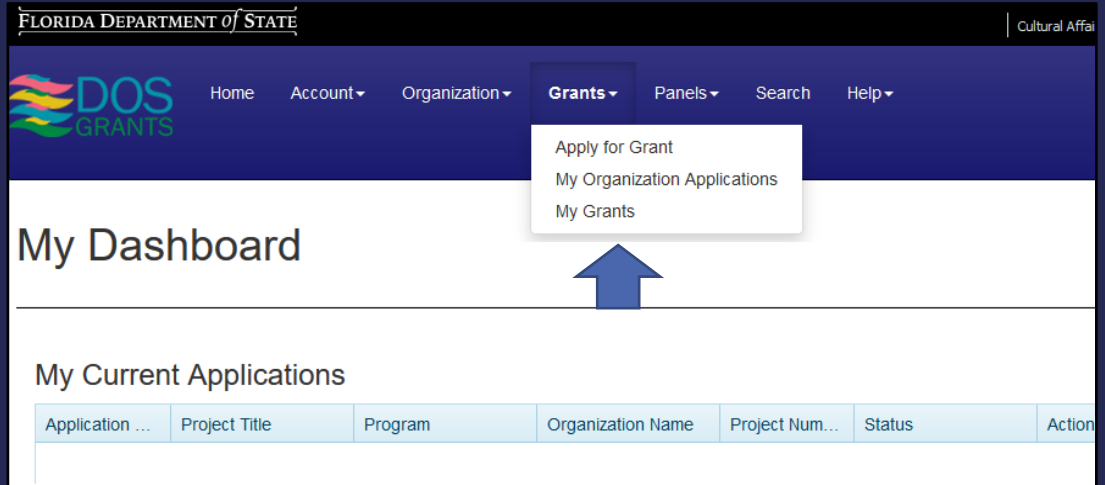 FLORIDA DEPARTMENT of STATE
Cultural Affai
DOS
GRANTS
Home Account Organization Grants Panels Search Help
Apply for Grant
My Organization Applications
My Grants
My Dashboard
My Current Applications
Application ... Project Title Program Organization Name Project Num... Status Action